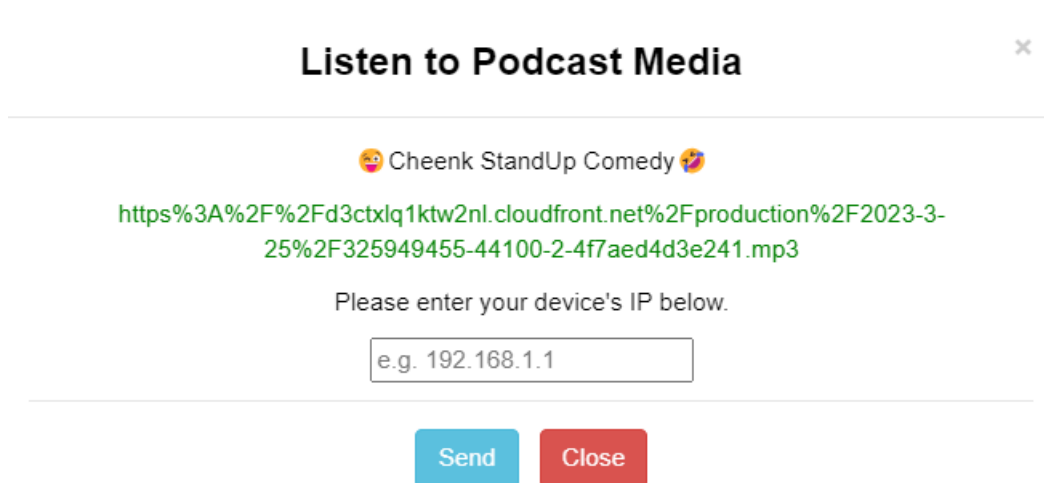 Listen to Podcast Media
×
😜Cheenk StandUp Comedy🤣
https%3A%2F%2Fd3ctxlq1ktw2nl.cloudfront.net%2Fproduction%2F2023-3-
25%2F325949455-44100-2-4f7aed4d3e241.mp3
Please enter your device's IP below.
e.g. 192.168.1.1
Send Close